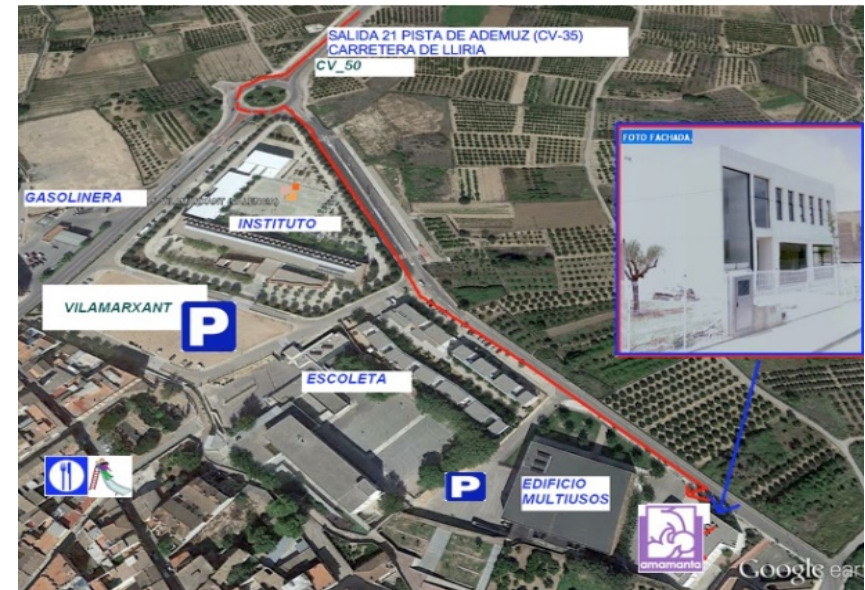 SALIDA 21 PISTA DE ADEMUZ (CV-35)
CARRETERA DE LLIRIA
CV_50
FOTO FACHADA.
GASOLINERA
INSTITUTO
VILAMARXANT
P
ESCOLETA
P
EDIFICIO
MULTIUSOS
amamanta
Google eart